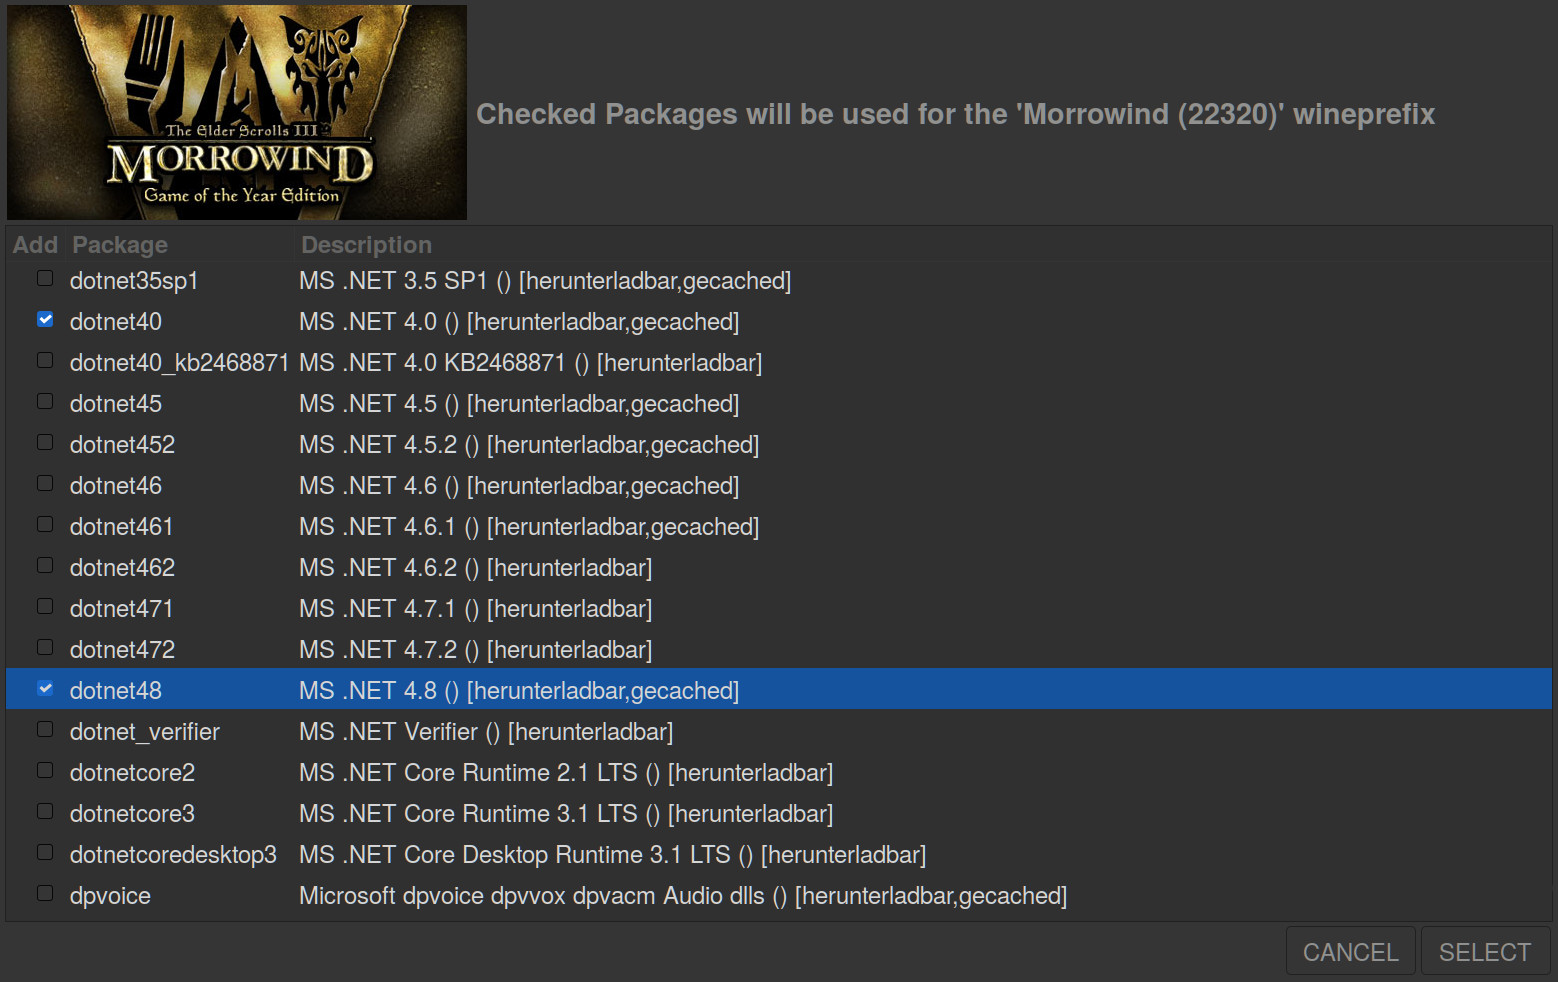 The Elder Scrolls III
MORROWIND
Game of the Year Edition
Checked Packages will be used for the 'Morrowind (22320)' wineprefix
Add Package Description
dotnet35sp1 MS .NET 3.5 SP1 () [herunterladbar,gecached]
dotnet40 MS .NET 4.0 () [herunterladbar,gecached]
dotnet40_kb2468871 MS .NET 4.0 KB2468871 () [herunterladbar]
dotnet45 MS .NET 4.5 () [herunterladbar,gecached]
dotnet452 MS .NET 4.5.2 () [herunterladbar,gecached]
dotnet46 MS .NET 4.6 () [herunterladbar,gecached]
dotnet461 MS .NET 4.6.1 () [herunterladbar,gecached]
dotnet462 MS .NET 4.6.2 () [herunterladbar]
dotnet471 MS .NET 4.7.1 () [herunterladbar]
dotnet472 MS .NET 4.7.2 () [herunterladbar]
dotnet48 MS .NET 4.8 () [herunterladbar,gecached]
dotnet_verifier MS .NET Verifier () [herunterladbar]
dotnetcore2 MS .NET Core Runtime 2.1 LTS () [herunterladbar]
dotnetcore3 MS .NET Core Runtime 3.1 LTS () [herunterladbar]
dotnetcoredesktop3 MS .NET Core Desktop Runtime 3.1 LTS () [herunterladbar]
dpvoice Microsoft dpvoice dpvvox dpvacm Audio dlls () [herunterladbar,gecached]
CANCEL SELECT